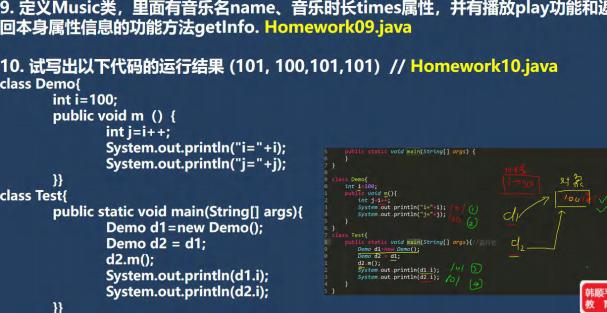 9. 定义Music类，里面有音乐名name、音乐时长times属性，并有播放play功能和返
回本身属性信息的功能方法getInfo. Homework09.java
10. 试写出以下代码的运行结果 (101, 100,101,101) // Homework10.java
class Demo{
int i=100;
public void m () {
int j=i++;
System.out.println("i="+i);
System.out.println("j="+j);
}}
class Test{
public static void main(String[] args){
Demo d1=new Demo();
Demo d2 = d1;
d2.m();
System.out.println(d1.i);
System.out.println(d2.i);
}}
public static void main(String[] args) {
}
}
class Demo{
int i=100;
public void m(){
int j=i++;
System.out.println("i="+i);
System.out.println("j="+j);
}
}
class Test{
public static void main(String[] args){
Demo d1=new Demo();
Demo d2 = d1;
d2.m();
System.out.println(d1.i);
System.out.println(d2.i);
}
}
对象
d1
d2
韩顺平
教育